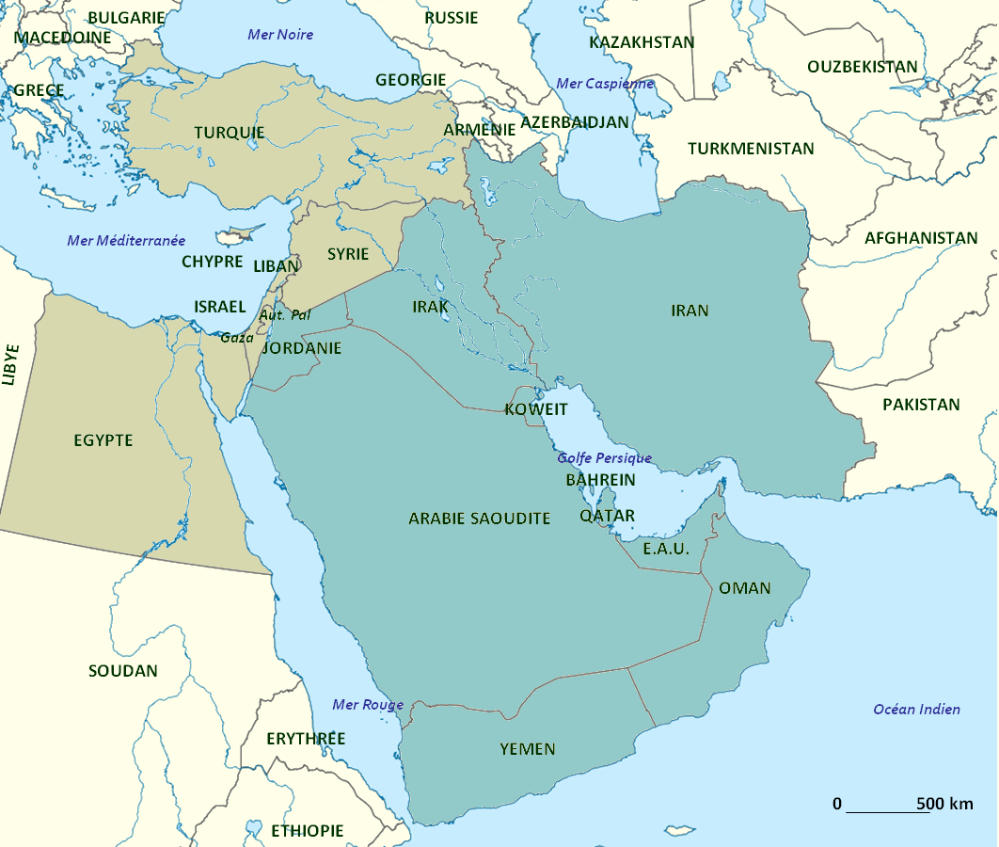 BULGARIE
RUSSIE
MACEDOINE
Mer Noire
KAZAKHSTAN
OUZBEKISTAN
GEORGIE
Mer Caspienne
GRECE
ARMENIE
AZERBAIDJAN
TURQUIE
TURKMENISTAN
Mer Méditerranée
AFGHANISTAN
SYRIE
CHYPRE
LIBAN
ISRAEL
IRAK
IRAN
Aut. Pal
Gaza
JORDANIE
LIBYE
KOWEIT
PAKISTAN
EGYPTE
Golfe Persique
BAHREIN
ARABIE SAOUDITE
QATAR
E.A.U.
OMAN
SOUDAN
Mer Rouge
Océan Indien
ERYTHREE
YEMEN
0 500 km
ETHIOPIE